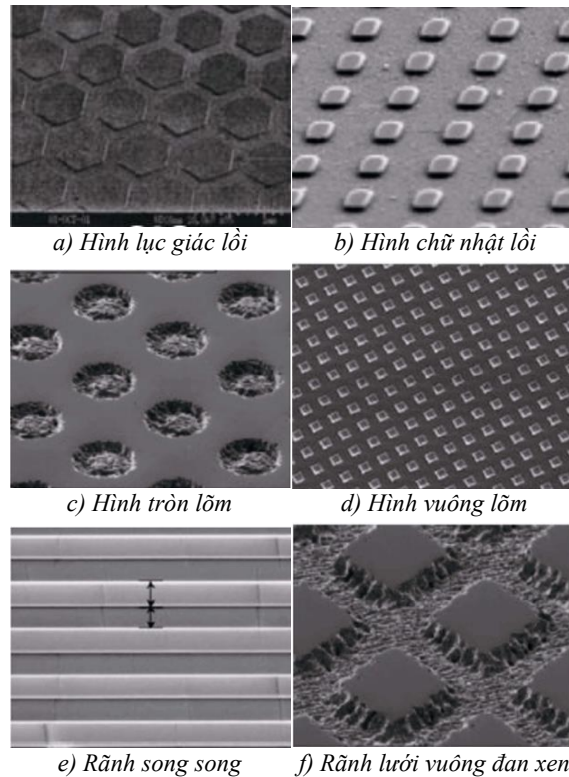 a) Hình lục giác lồi
b) Hình chữ nhật lồi
c) Hình tròn lõm
d) Hình vuông lõm
e) Rãnh song song
f) Rãnh lưới vuông đan xen